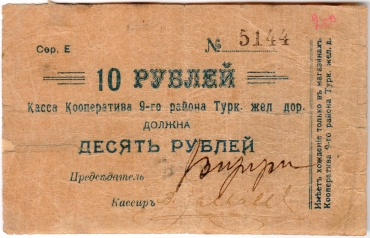 Сер. Е
№ 5144
10 РУБЛЕЙ
Касса Кооператива 9-го района Турк. жел. дор.
ДОЛЖНА
ДЕСЯТЬ РУБЛЕЙ
Председатель
Кассиръ
Имѣетъ хожденіе только въ магазинахъ
Кооператива 9-го района Турк. жел. д.